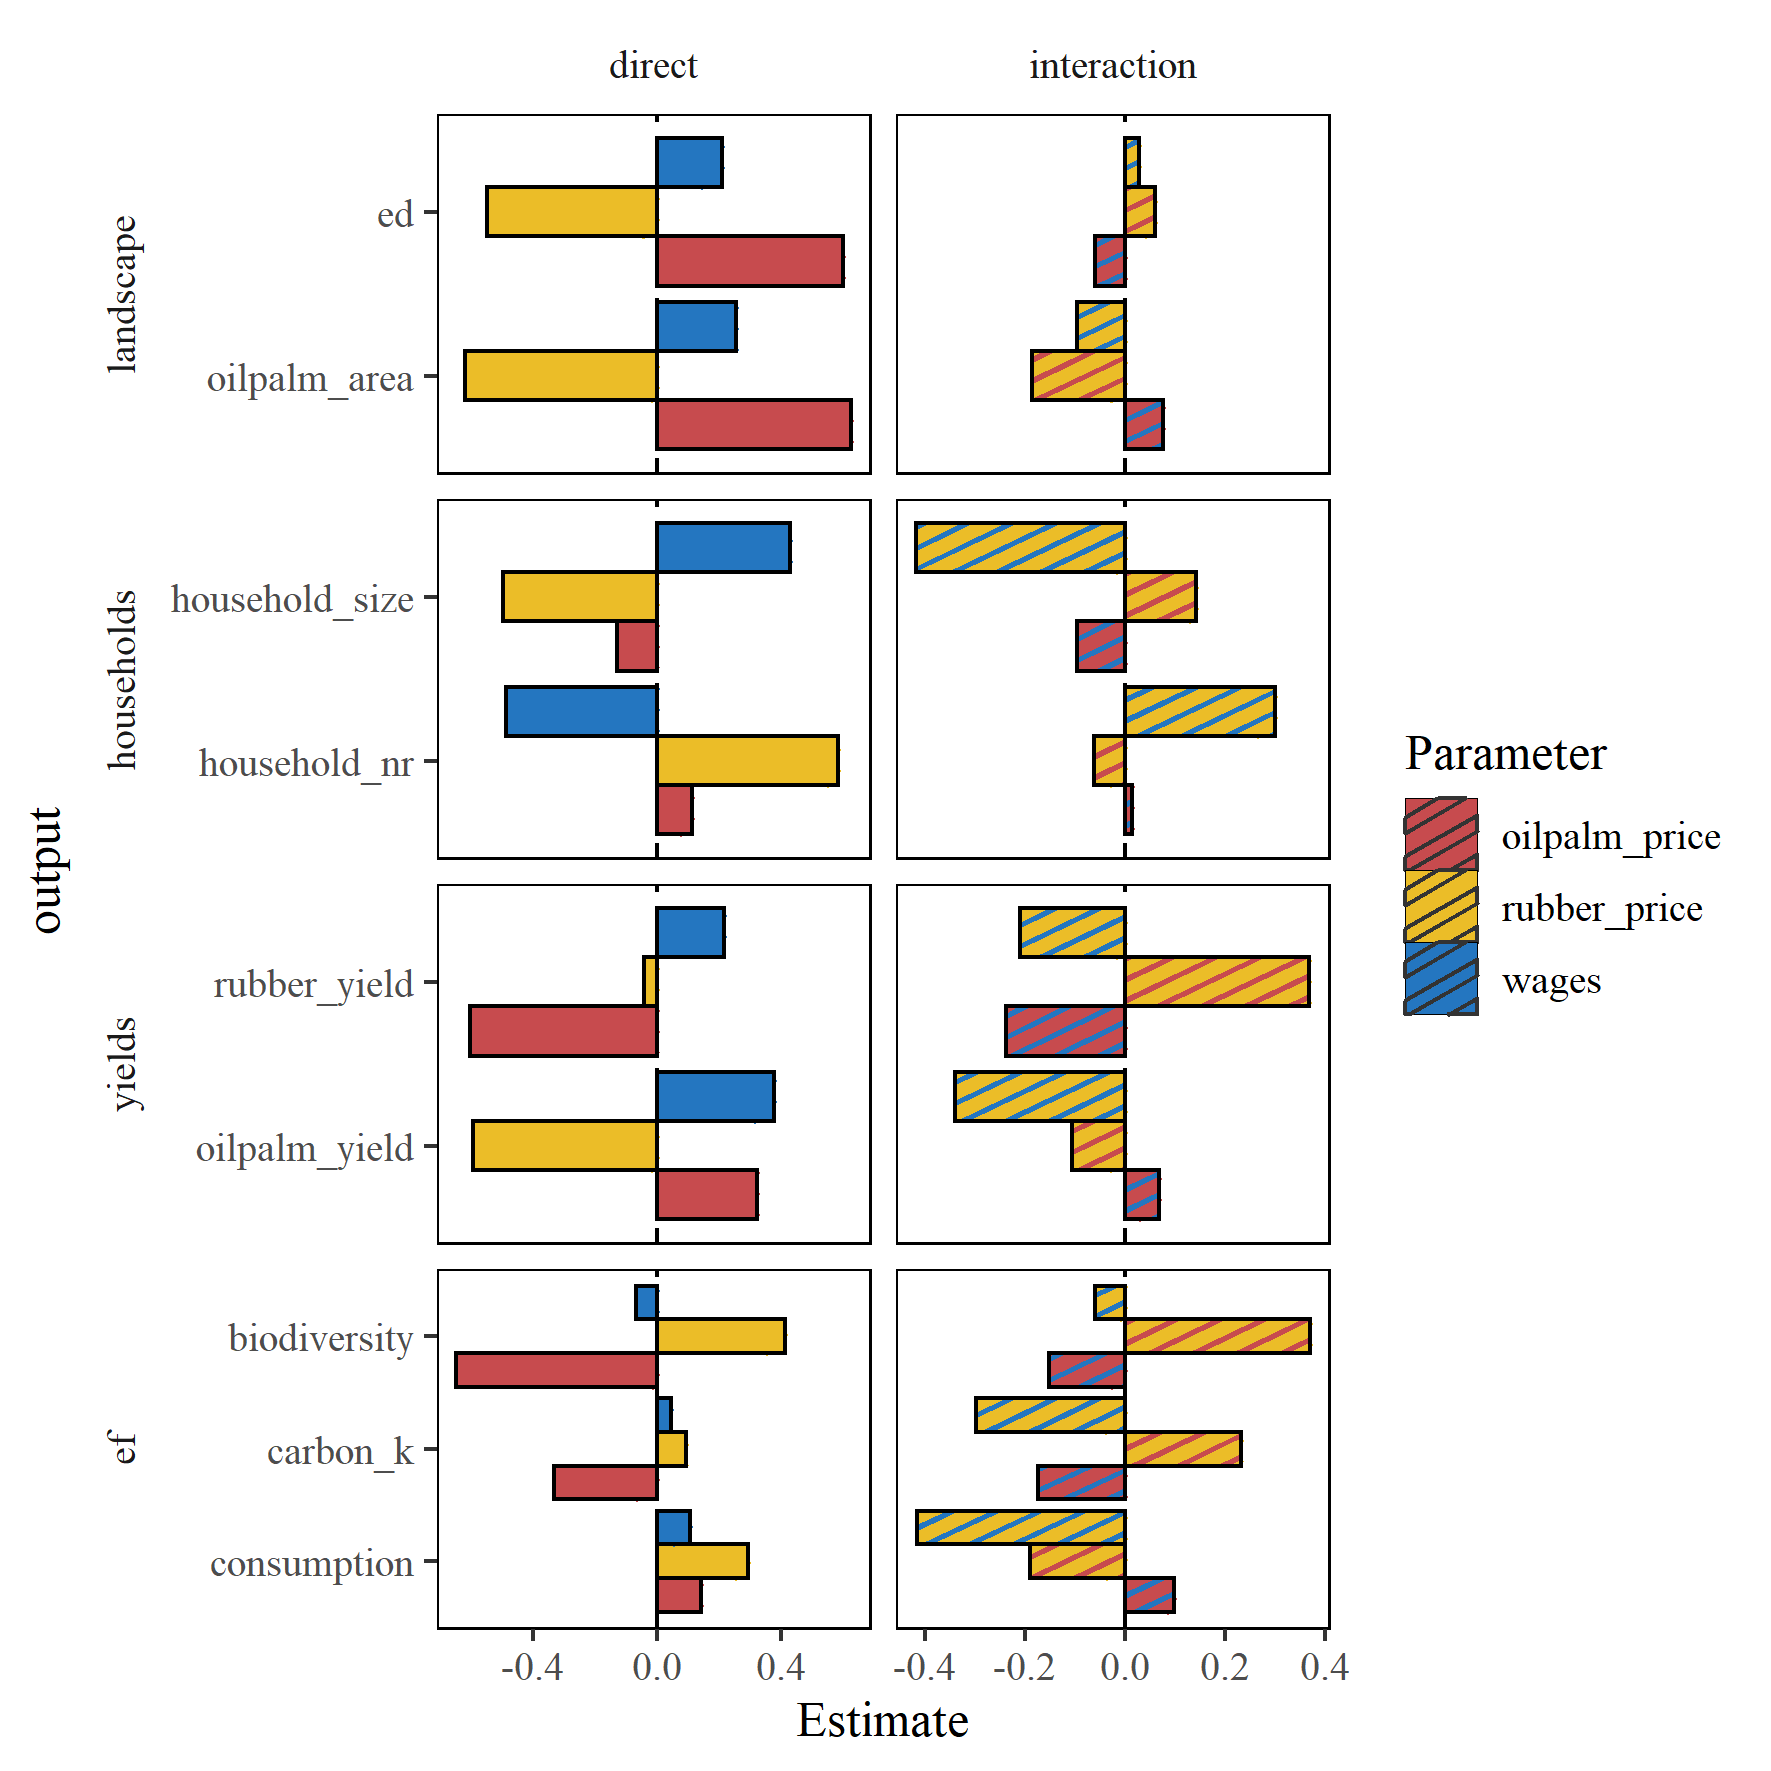 direct
interaction
landscape
ed
oilpalm_area
households
household_size
household_nr
output
yields
rubber_yield
oilpalm_yield
ef
biodiversity
carbon_k
consumption
-0.4 0.0 0.4
-0.4 -0.2 0.0 0.2 0.4
Estimate
Parameter
oilpalm_price
rubber_price
wages